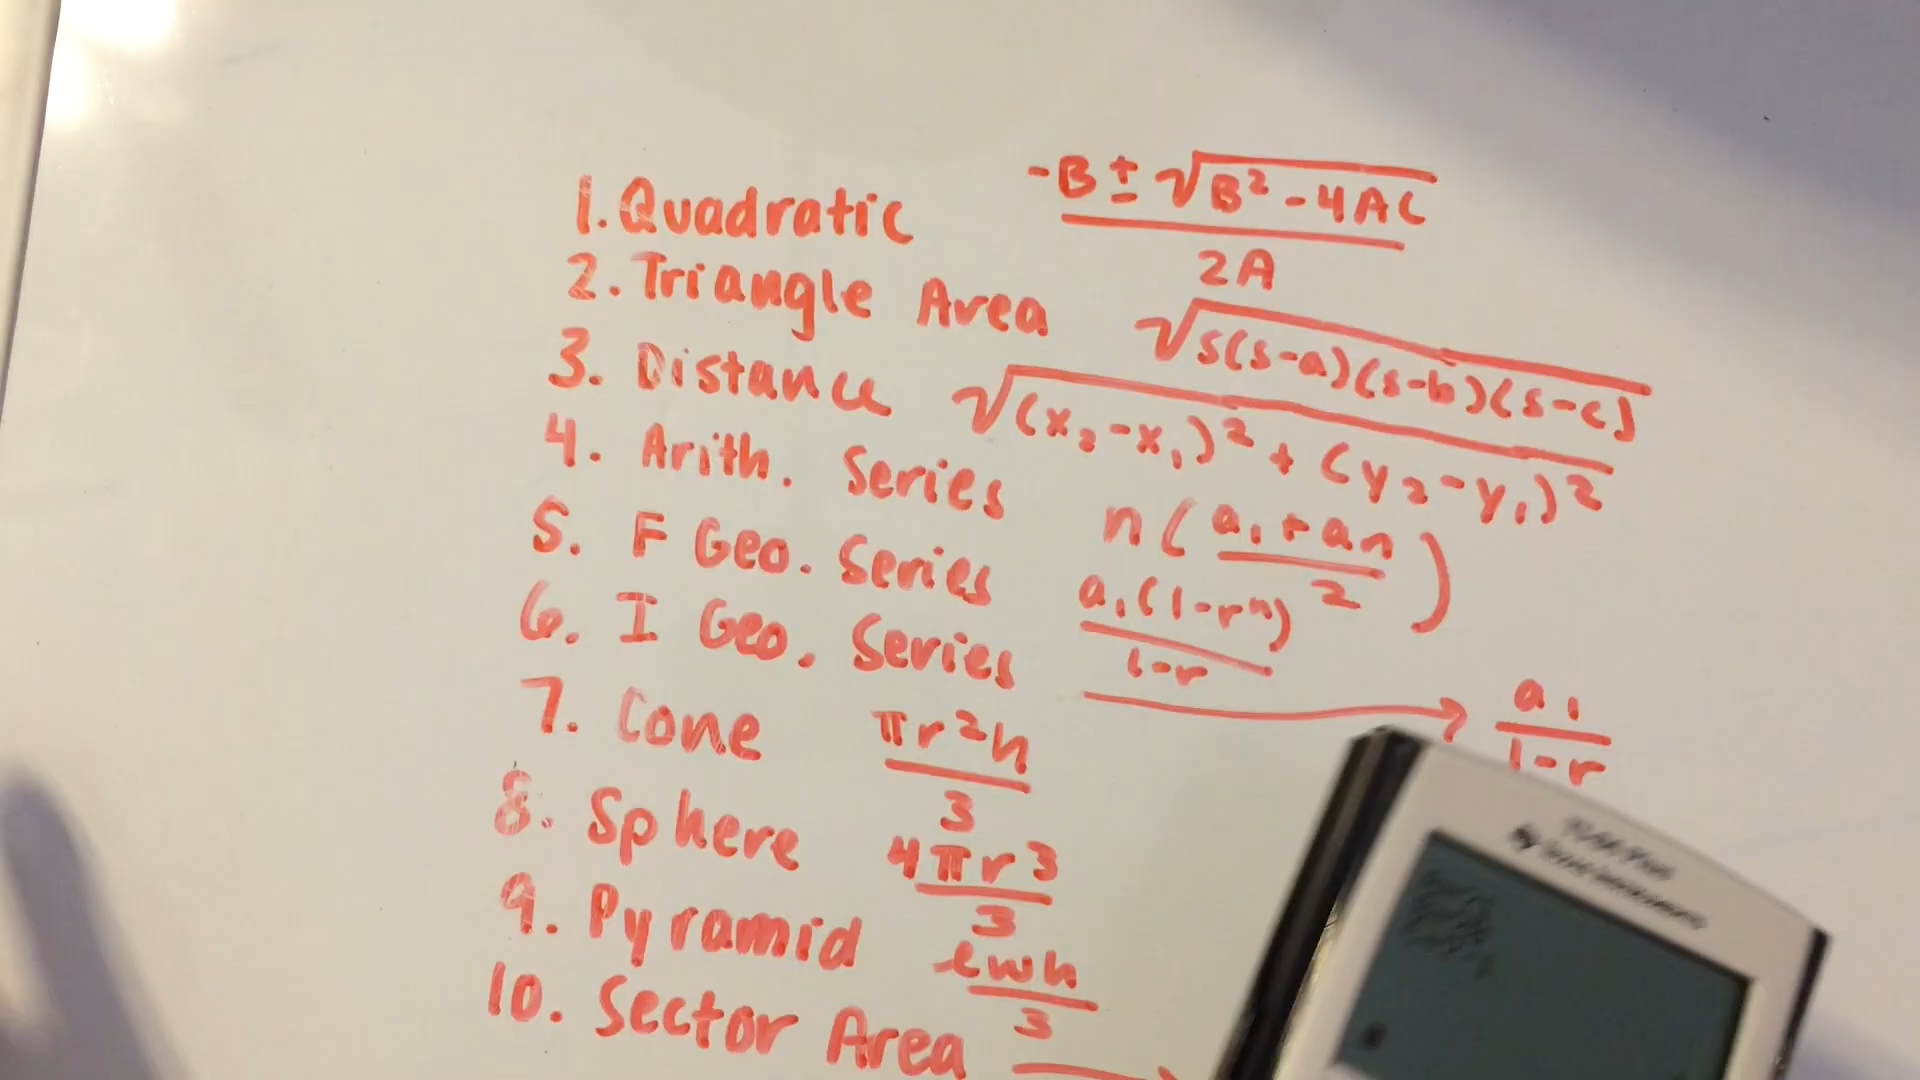 1. Quadratic -B ± √B² - 4AC / 2A
2. Triangle Area √s(s-a)(s-b)(s-c)
3. Distance √(x₂-x₁)² + (y₂-y₁)²
4. Arith. Series n(a₁ + aₙ / 2)
5. F Geo. Series a₁(1-rⁿ) / 1-r
6. I Geo. Series → a₁ / 1-r
7. Cone πr²h / 3
8. Sphere 4πr³ / 3
9. Pyramid lwh / 3
10. Sector Area →